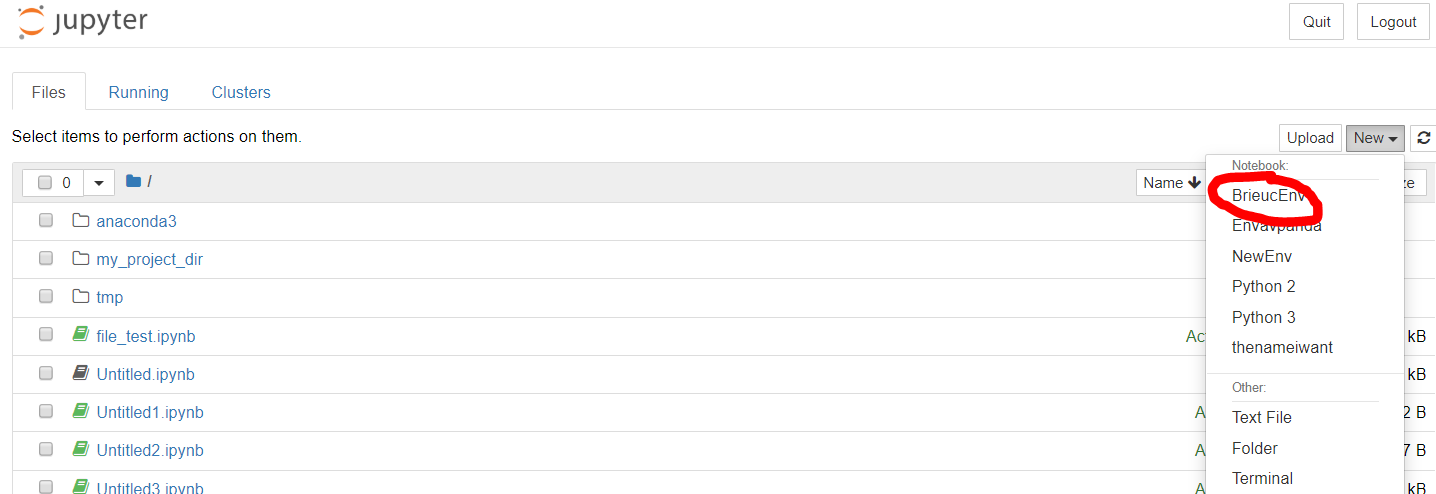 jupyter
Quit
Logout
Files
Running
Clusters
Select items to perform actions on them.
Upload
New
0
/
Name
ze
Notebook:
BrieucEnv
Envavpanda
NewEnv
Python 2
Python 3
thenameiwant
Other:
Text File
Folder
Terminal
anaconda3
my_project_dir
tmp
file_test.ipynb
Ac
kB
Untitled.ipynb
kB
Untitled1.ipynb
A
2 B
Untitled2.ipynb
A
7 B
Untitled3.ipynb
A
kB